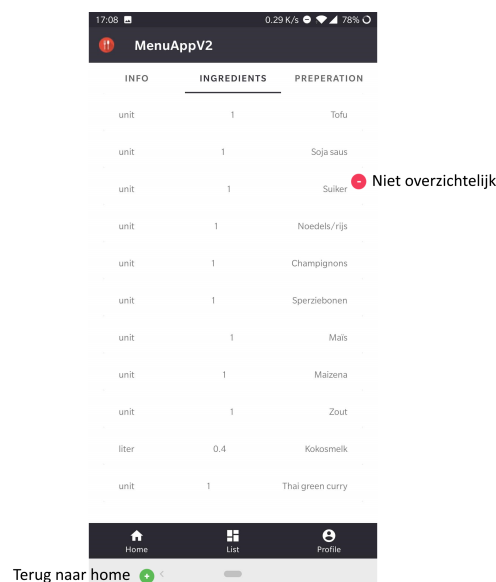 17:08 0.29 K/s 78%
MenuAppV2
INFO INGREDIENTS PREPERATION
unit 1 Tofu
unit 1 Soja saus
unit 1 Suiker - Niet overzichtelijk
unit 1 Noedels/rijs
unit 1 Champignons
unit 1 Sperziebonen
unit 1 Maïs
unit 1 Maizena
unit 1 Zout
liter 0.4 Kokosmelk
unit 1 Thai green curry
Home List Profile
Terug naar home +